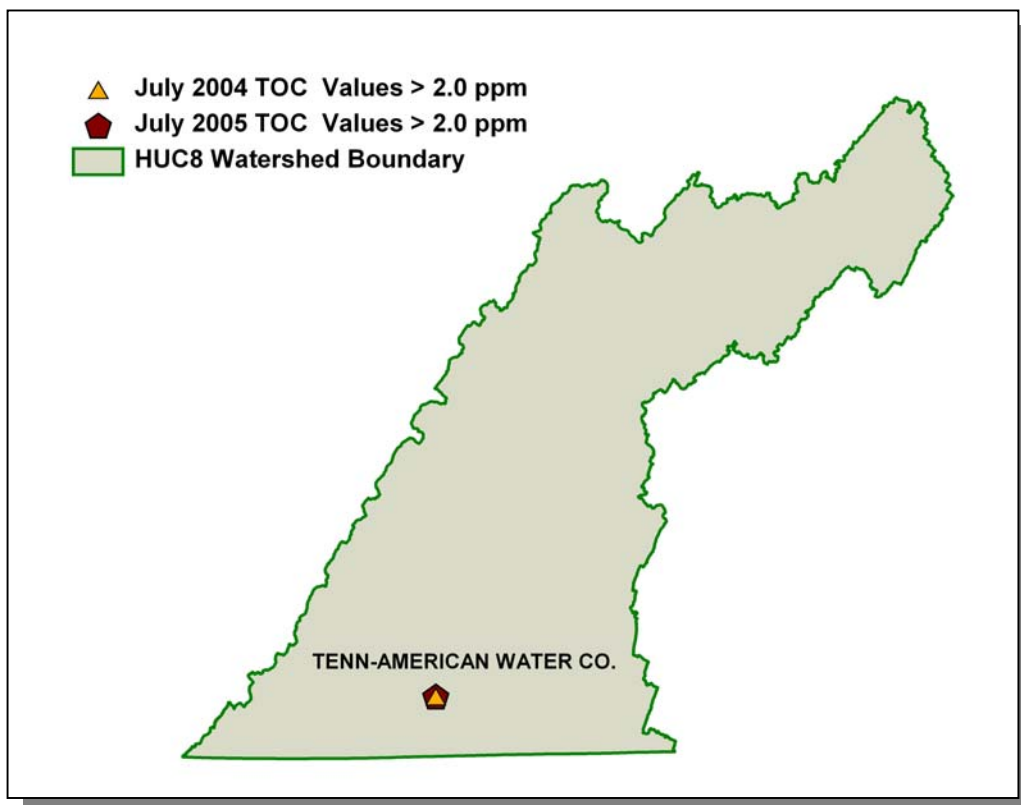 July 2004 TOC Values > 2.0 ppm
July 2005 TOC Values > 2.0 ppm
HUC8 Watershed Boundary
TENN-AMERICAN WATER CO.